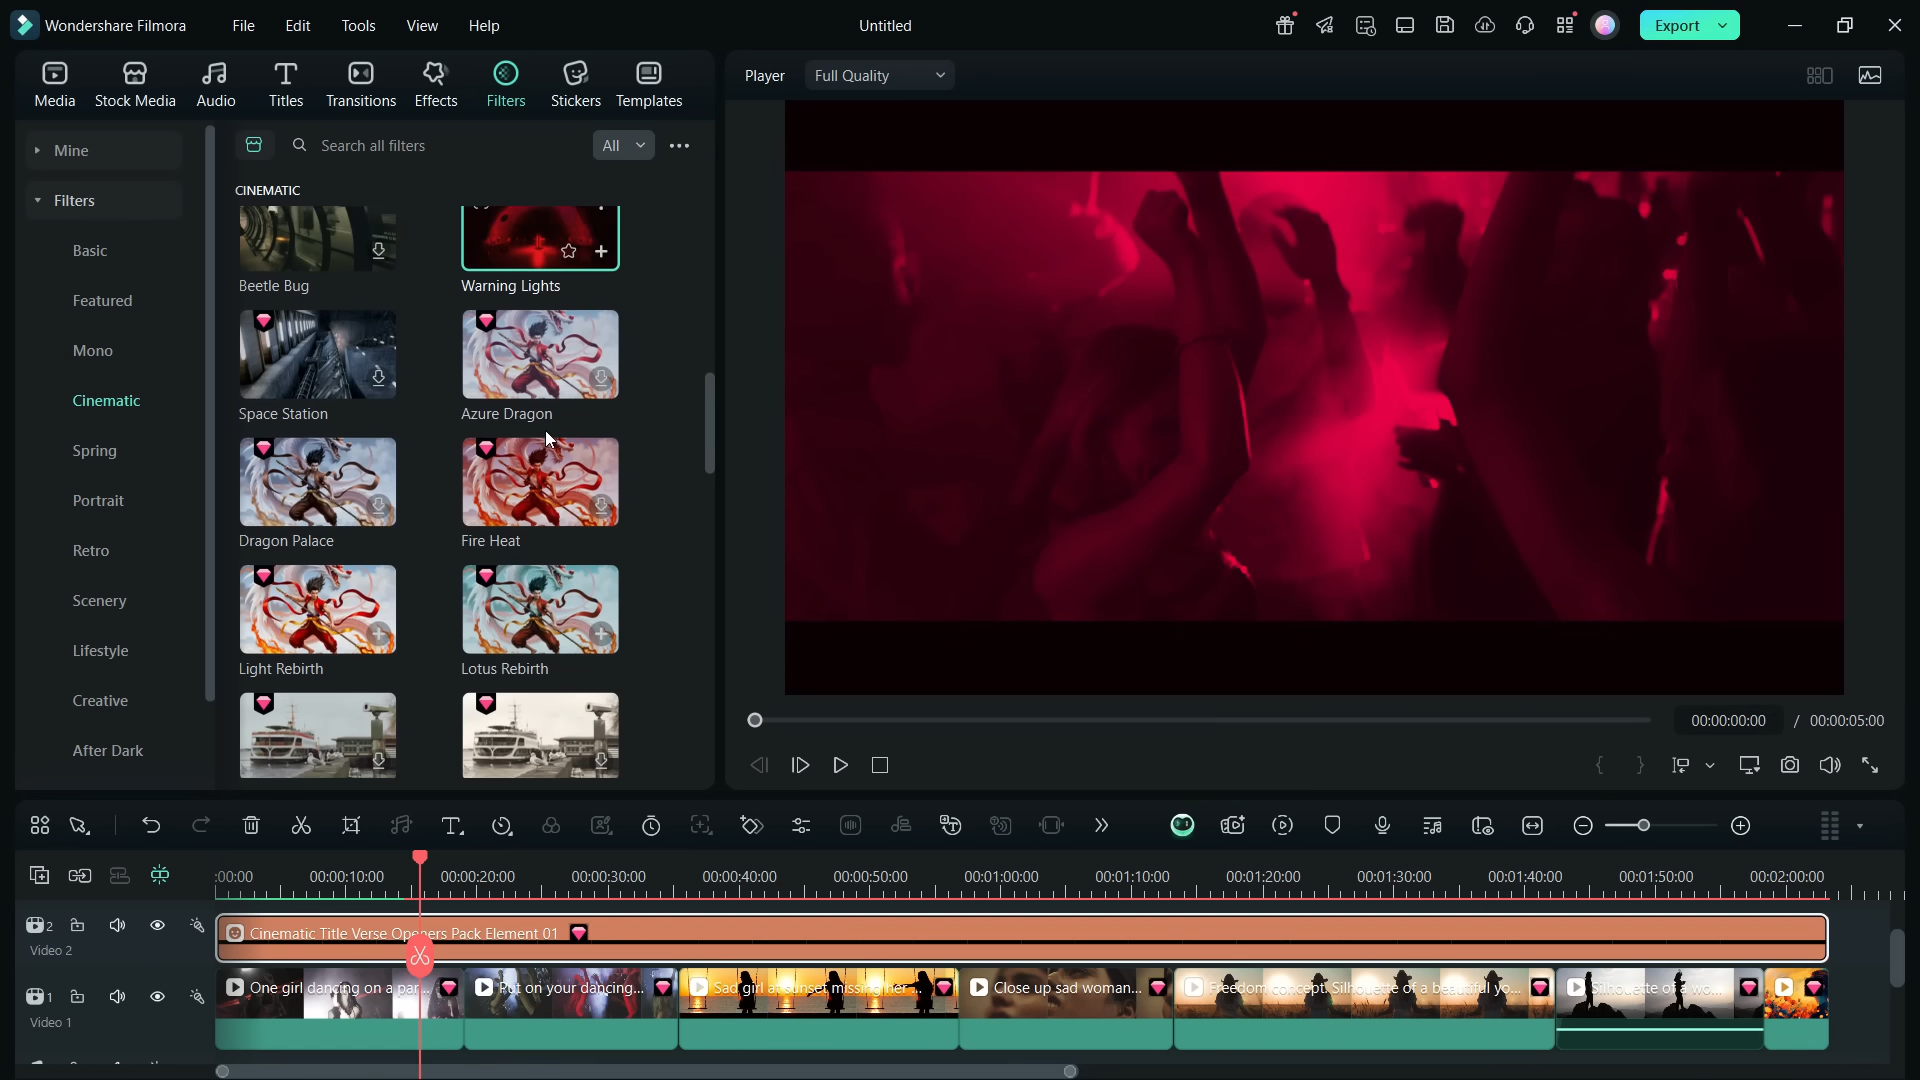 Wondershare Filmora
File
Edit
Tools
View
Help
Untitled
Export
Media
Stock Media
Audio
Titles
Transitions
Effects
Filters
Stickers
Templates
Player
Full Quality
Mine
Search all filters
All
Filters
CINEMATIC
Basic
Featured
Mono
Cinematic
Spring
Portrait
Retro
Scenery
Lifestyle
Creative
After Dark
Beetle Bug
Warning Lights
Space Station
Azure Dragon
Dragon Palace
Fire Heat
Light Rebirth
Lotus Rebirth
00:00:00:00 / 00:00:05:00
:00:00
00:00:10:00
00:00:20:00
00:00:30:00
00:00:40:00
00:00:50:00
00:01:00:00
00:01:10:00
00:01:20:00
00:01:30:00
00:01:40:00
00:01:50:00
00:02:00:00
2
Video 2
Cinematic Title Verse Openers Pack Element 01
1
Video 1
One girl dancing on a par...
Put on your dancing...
Sad girl at sunset missing her ...
Close up sad woman...
Freedom concept. Silhouette of a beautiful yo...
Silhouette of a wo...